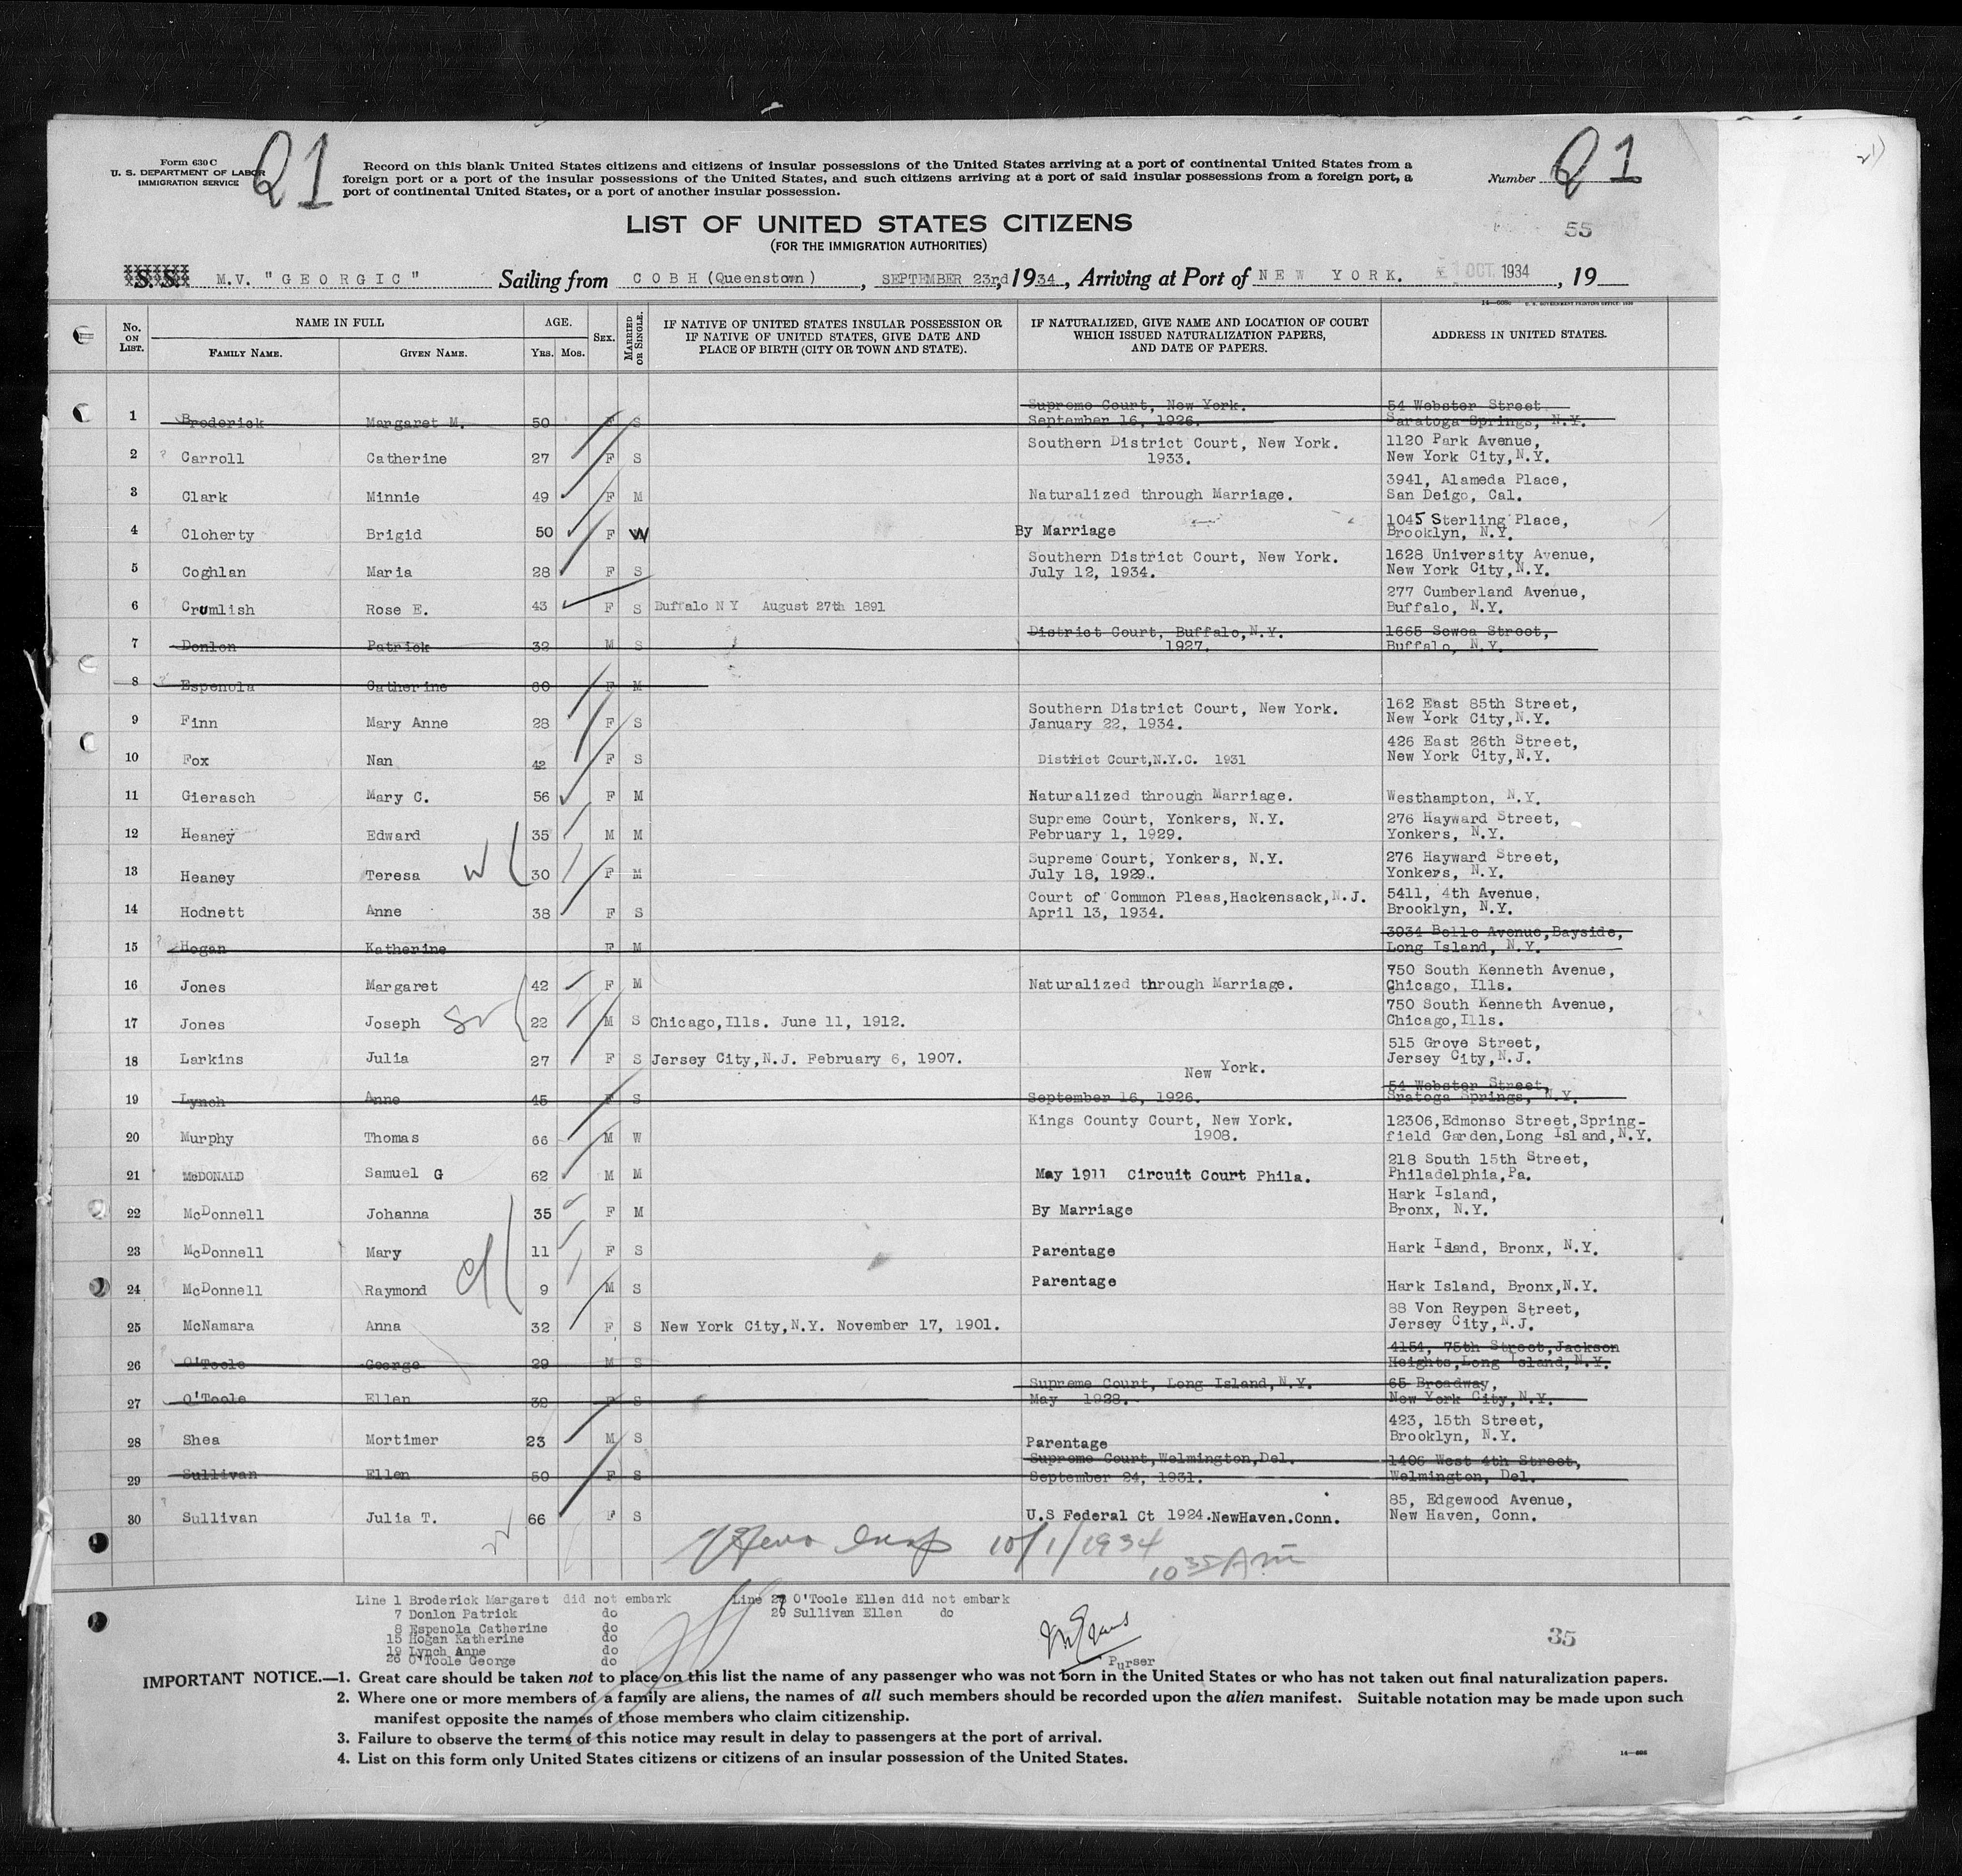 Form 630 C
U. S. DEPARTMENT OF LABOR
IMMIGRATION SERVICE
21
Record on this blank United States citizens and citizens of insular possessions of the United States arriving at a port of continental United States from a
foreign port or a port of the insular possessions of the United States, and such citizens arriving at a port of said insular possessions from a foreign port, a
port of continental United States, or a port of another insular possession.
Number 21
LIST OF UNITED STATES CITIZENS
(FOR THE IMMIGRATION AUTHORITIES)
55
S.S. M.V. "GEORGIC" Sailing from COBH (Queenstown), SEPTEMBER 23rd, 1934, Arriving at Port of NEW YORK. 1 OCT 1934, 19
No. ON LIST. NAME IN FULL FAMILY NAME. GIVEN NAME. AGE. YRS. MOS. SEX. MARRIED OR SINGLE. IF NATIVE OF UNITED STATES INSULAR POSSESSION OR IF NATIVE OF UNITED STATES, GIVE DATE AND PLACE OF BIRTH (CITY OR TOWN AND STATE). IF NATURALIZED, GIVE NAME AND LOCATION OF COURT WHICH ISSUED NATURALIZATION PAPERS, AND DATE OF PAPERS. ADDRESS IN UNITED STATES.
1 Broderick Margaret M. 50 F S Supreme Court, New York. September 16, 1926. 54 Webster Street Saratoga Springs, N.Y.
2 Carroll Catherine 27 F S Southern District Court, New York. 1933. 1120 Park Avenue, New York City, N.Y.
3 Clark Minnie 49 F M Naturalized through Marriage. 3941, Alameda Place, San Deigo, Cal.
4 Cloherty Brigid 50 F W By Marriage 1045 Sterling Place, Brooklyn, N.Y.
5 Coghlan Maria 28 F S Southern District Court, New York. July 12, 1934. 1628 University Avenue, New York City, N.Y.
6 Crumlish Rose E. 43 F S Buffalo N Y August 27th 1891 277 Cumberland Avenue, Buffalo, N.Y.
7 Donlon Patrick 32 M S District Court, Buffalo, N.Y. 1927. 1665 Street, Buffalo, N.Y.
8 Espenola Catherine 60 F M
9 Finn Mary Anne 28 F S Southern District Court, New York. January 22, 1934. 162 East 85th Street, New York City, N.Y.
10 Fox Nan 42 F S District Court, N.Y.C. 1931 426 East 26th Street, New York City, N.Y.
11 Gierasch Mary C. 56 F M Naturalized through Marriage. Westhampton, N.Y.
12 Heaney Edward 35 M M Supreme Court, Yonkers, N.Y. February 1, 1929. 276 Hayward Street, Yonkers, N.Y.
13 Heaney Teresa W 30 F M Supreme Court, Yonkers, N.Y. July 18, 1929. 276 Hayward Street, Yonkers, N.Y.
14 Hodnett Anne 38 F S Court of Common Pleas, Hackensack, N.J. April 13, 1934. 5411, 4th Avenue, Brooklyn, N.Y.
15 Hogan Katherine F M 3934 Belle Avenue, Bayside, Long Island, N.Y.
16 Jones Margaret 42 F M Naturalized through Marriage. 750 South Kenneth Avenue, Chicago, Ills.
17 Jones Joseph 22 M S Chicago, Ills. June 11, 1912. 750 South Kenneth Avenue, Chicago, Ills.
18 Larkins Julia 27 F S Jersey City, N.J. February 6, 1907. 515 Grove Street, Jersey City, N.J.
19 Lynch Anne 45 F S New York. September 16, 1926. 54 Webster Street, Sratoga Springs, N.Y.
20 Murphy Thomas 66 M W Kings County Court, New York. 1908. 12306, Edmonso Street, Spring- field Garden, Long Island, N.Y.
21 McDONALD Samuel G 62 M M May 1911 Circuit Court Phila. 218 South 15th Street, Philadelphia, Pa.
22 McDonnell Johanna 35 F M By Marriage Hark Island, Bronx, N.Y.
23 McDonnell Mary 11 F S Parentage Hark Island, Bronx, N.Y.
24 McDonnell Raymond 9 M S Parentage Hark Island, Bronx, N.Y.
25 McNamara Anna 32 F S New York City, N.Y. November 17, 1901. 88 Von Reypen Street, Jersey City, N.J.
26 O'Toole George 29 M S 4154, 75th Street, Jackson Heights, Long Island, N.Y.
27 O'Toole Ellen 32 F S Supreme Court, Long Island, N.Y. May 1928. 65 Broadway, New York City, N.Y.
28 Shea Mortimer 23 M S Parentage 423, 15th Street, Brooklyn, N.Y.
29 Sullivan Ellen 50 F S Supreme Court, Welmington, Del. September 24, 1931. 1406 West 4th Street, Welmington, Del.
30 Sullivan Julia T. 66 F S U.S Federal Ct 1924. NewHaven. Conn. 85, Edgewood Avenue, New Haven, Conn.
Insp 10/1/1934
10 35 AM
Line 1 Broderick Margaret did not embark
7 Donlon Patrick do
8 Espenola Catherine do
15 Hogan Katherine do
19 Lynch Anne do
26 O'Toole George do
Line 27 O'Toole Ellen did not embark
29 Sullivan Ellen do
Purser
35
IMPORTANT NOTICE.—1. Great care should be taken not to place on this list the name of any passenger who was not born in the United States or who has not taken out final naturalization papers.
2. Where one or more members of a family are aliens, the names of all such members should be recorded upon the alien manifest. Suitable notation may be made upon such
manifest opposite the names of those members who claim citizenship.
3. Failure to observe the terms of this notice may result in delay to passengers at the port of arrival.
4. List on this form only United States citizens or citizens of an insular possession of the United States.